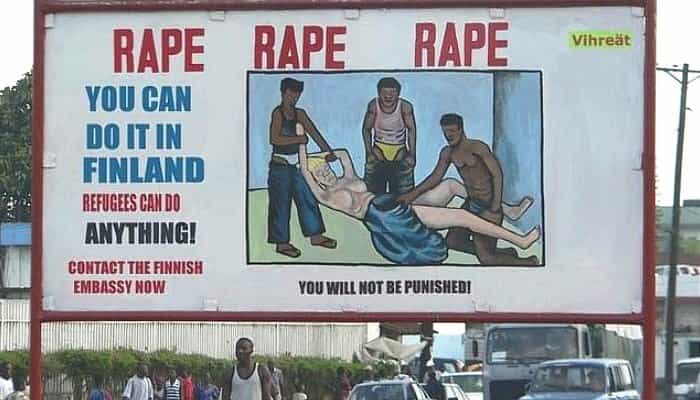 RAPE RAPE RAPE
Vihreät
YOU CAN
DO IT IN
FINLAND
REFUGEES CAN DO
ANYTHING!
CONTACT THE FINNISH
EMBASSY NOW
YOU WILL NOT BE PUNISHED!